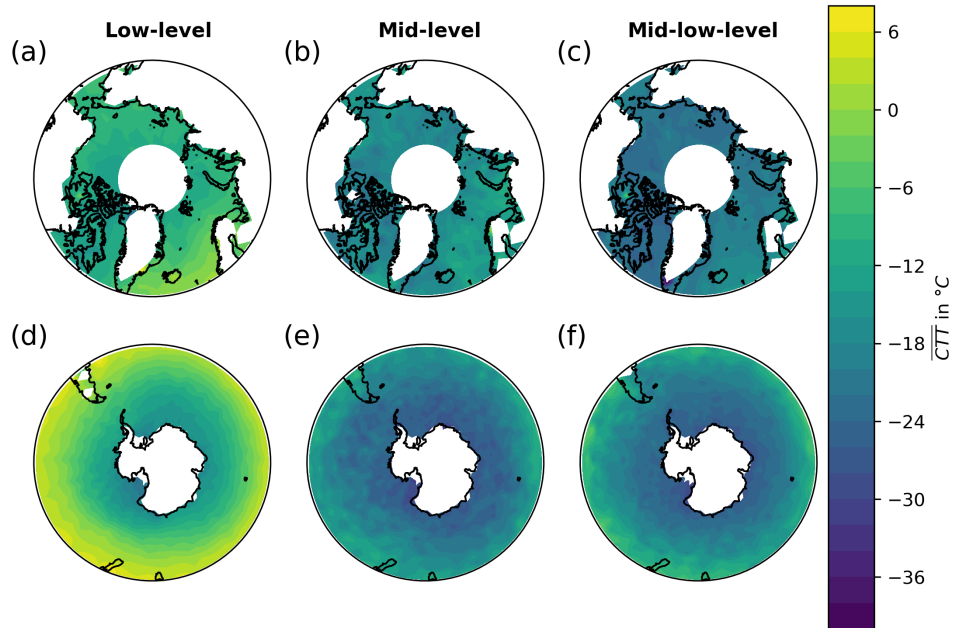 Low-level Mid-level Mid-low-level
(a) (b) (c)
(d) (e) (f)
6
0
−6
−12
−18
−24
−30
−36
CTT in °C